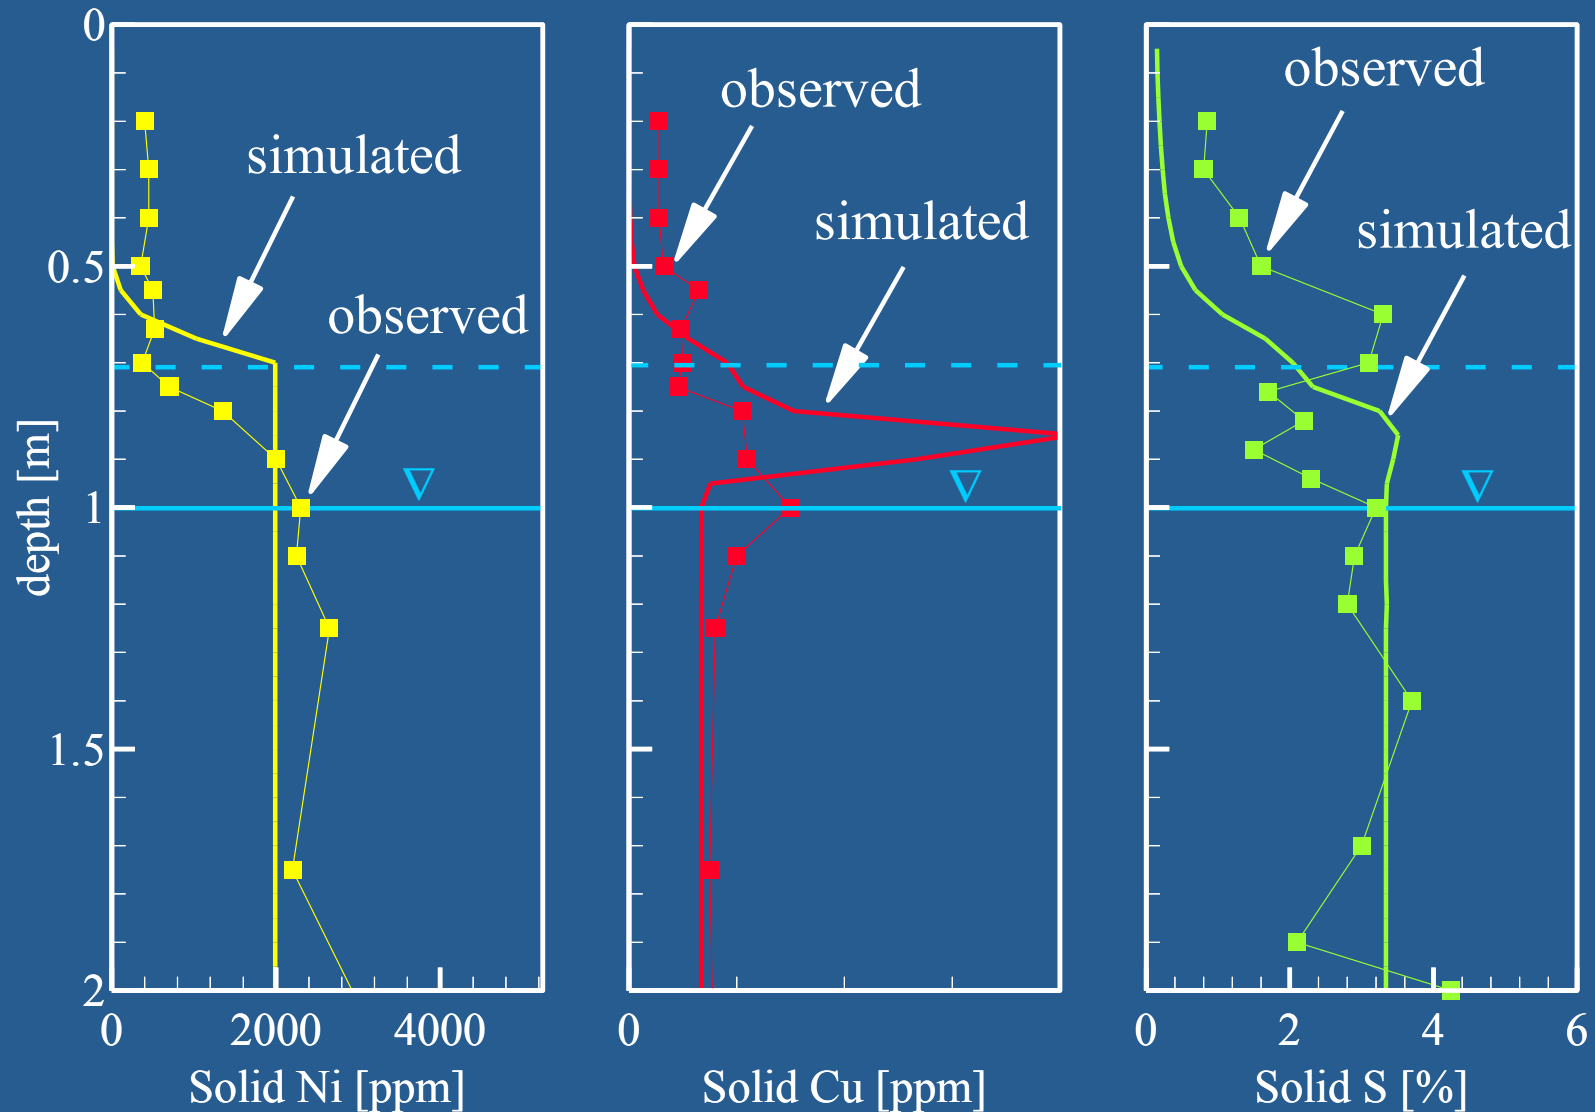 0
0.5
1
1.5
2
depth [m]
simulated
observed
0 2000 4000
Solid Ni [ppm]
observed
simulated
0
Solid Cu [ppm]
observed
simulated
0 2 4 6
Solid S [%]